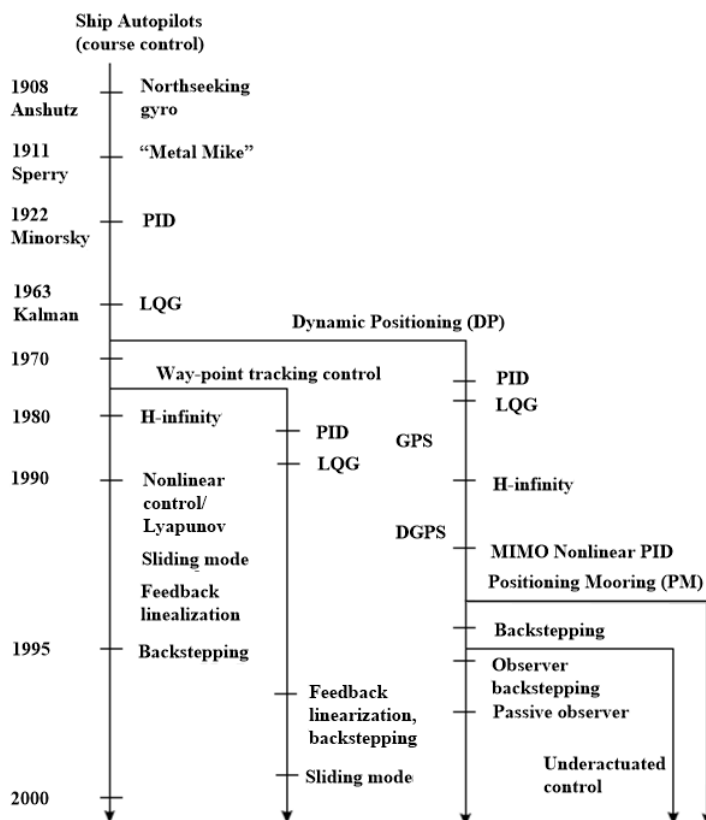 Ship Autopilots
(course control)
1908
Anshutz
Northseeking
gyro
1911
Sperry
“Metal Mike”
1922
Minorsky
PID
1963
Kalman
LQG
Dynamic Positioning (DP)
1970
Way-point tracking control
PID
LQG
1980
H-infinity
PID
GPS
LQG
1990
Nonlinear
control/
Lyapunov
H-infinity
DGPS
MIMO Nonlinear PID
Sliding mode
Positioning Mooring (PM)
Feedback
linealization
Backstepping
1995
Backstepping
Observer
backstepping
Passive observer
Feedback
linearization,
backstepping
Underactuated
control
Sliding mode
2000